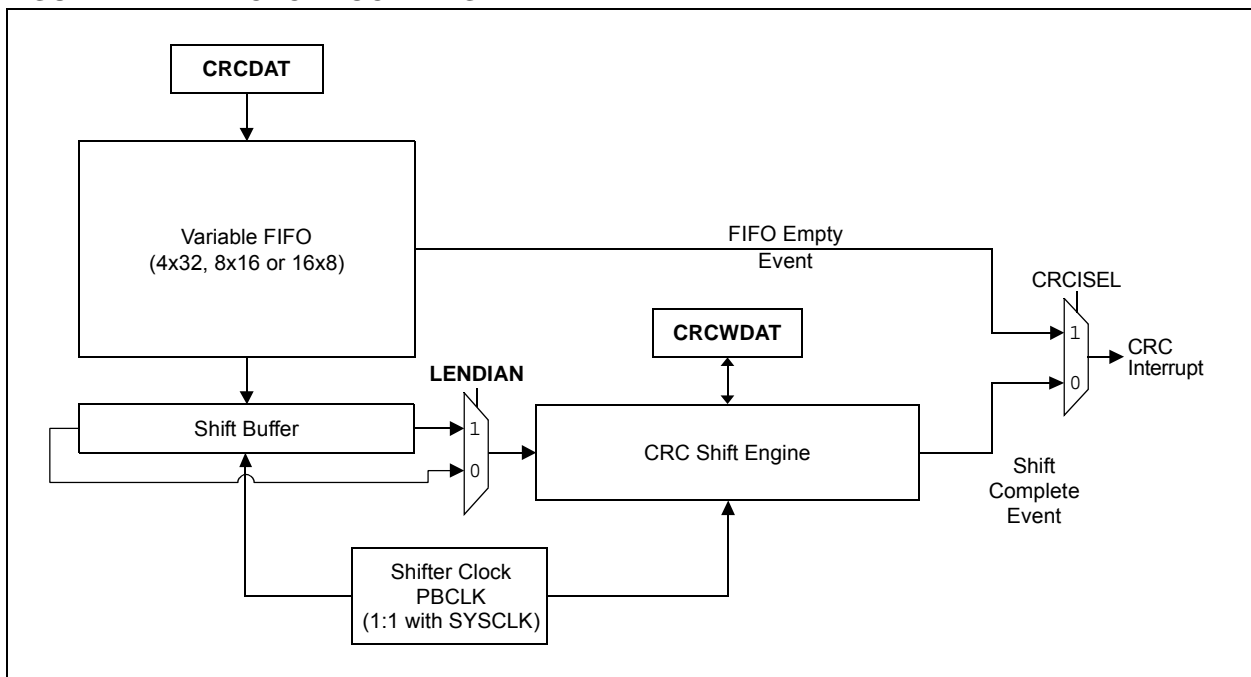 CRCDAT
Variable FIFO
(4x32, 8x16 or 16x8)
FIFO Empty
Event
CRCISEL
1
0
CRC
Interrupt
CRCWDAT
LENDIAN
Shift Buffer
1
0
CRC Shift Engine
Shift
Complete
Event
Shifter Clock
PBCLK
(1:1 with SYSCLK)